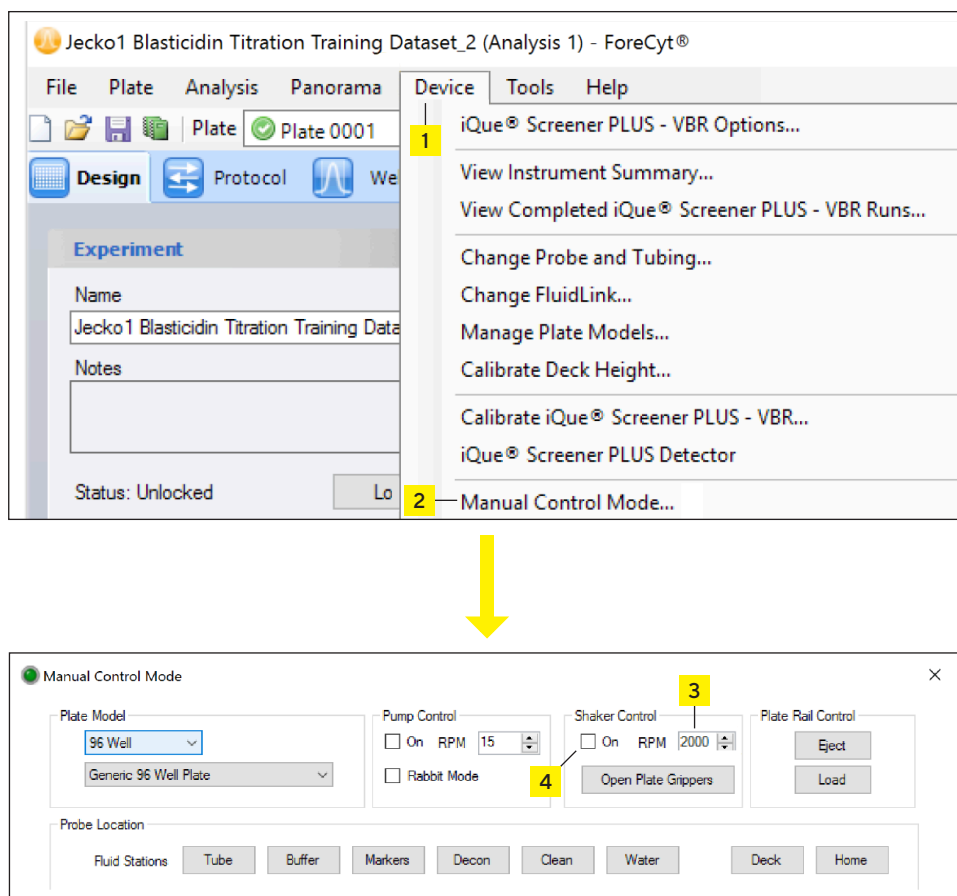 Jecko1 Blasticidin Titration Training Dataset_2 (Analysis 1) - ForeCyt®
File Plate Analysis Panorama Device Tools Help
Plate Plate 0001
1
iQue® Screener PLUS - VBR Options...
Design Protocol We
View Instrument Summary...
View Completed iQue® Screener PLUS - VBR Runs...
Experiment
Change Probe and Tubing...
Name
Change FluidLink...
Jecko1 Blasticidin Titration Training Data
Manage Plate Models...
Notes
Calibrate Deck Height...
Calibrate iQue® Screener PLUS - VBR...
iQue® Screener PLUS Detector
Status: Unlocked Lo
2 Manual Control Mode...
Manual Control Mode
3
Plate Model Pump Control Shaker Control Plate Rail Control
96 Well On RPM 15 On RPM 2000 Eject
Generic 96 Well Plate Rabbit Mode 4 Open Plate Grippers Load
Probe Location
Fluid Stations Tube Buffer Markers Decon Clean Water Deck Home